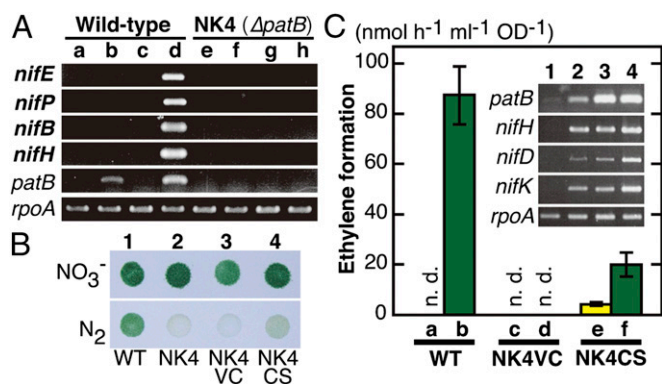 A
Wild-type NK4 (ΔpatB)
a b c d e f g h
nifE
nifP
nifB
nifH
patB
rpoA
B
1 2 3 4
NO3-
N2
WT NK4 NK4 NK4
VC CS
C (nmol h-1 ml-1 OD-1)
Ethylene formation
100
80
60
40
20
0
n. d. n. d. n. d.
a b c d e f
WT NK4VC NK4CS
1 2 3 4
patB
nifH
nifD
nifK
rpoA